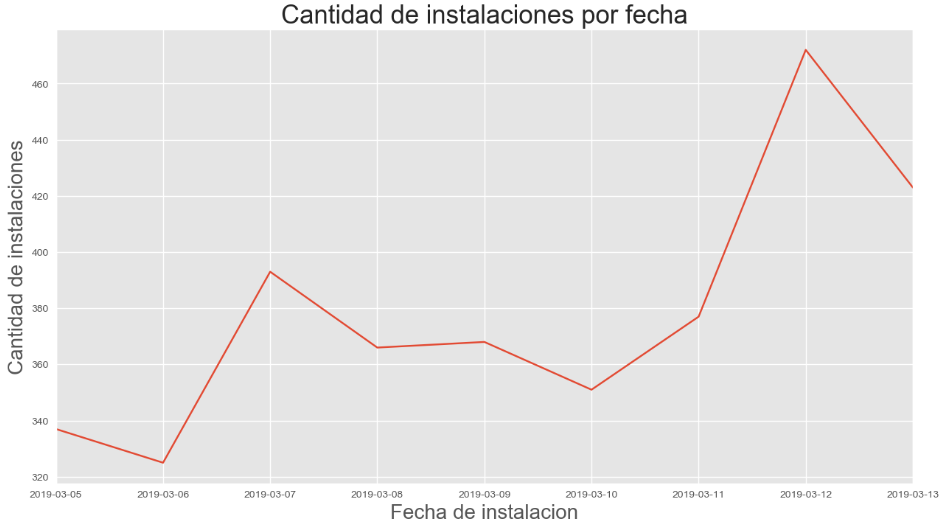 Cantidad de instalaciones por fecha
Cantidad de instalaciones
460
440
420
400
380
360
340
320
2019-03-05 2019-03-06 2019-03-07 2019-03-08 2019-03-09 2019-03-10 2019-03-11 2019-03-12 2019-03-13
Fecha de instalacion